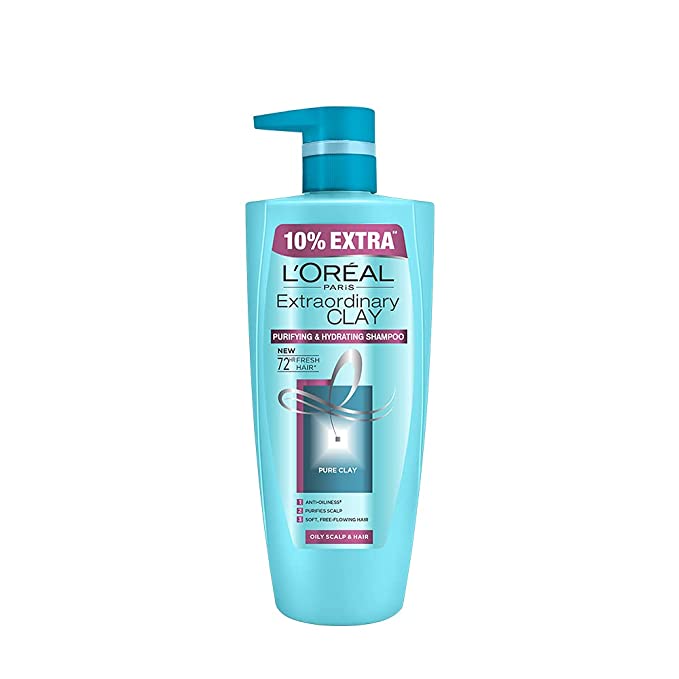 10% EXTRA**
L'ORÉAL
PARIS
Extraordinary
CLAY
PURIFYING & HYDRATING SHAMPOO
NEW
72HR FRESH
HAIR*
PURE CLAY
1 ANTI-OILINESS*
2 PURIFIES SCALP
3 SOFT, FREE-FLOWING HAIR
OILY SCALP & HAIR